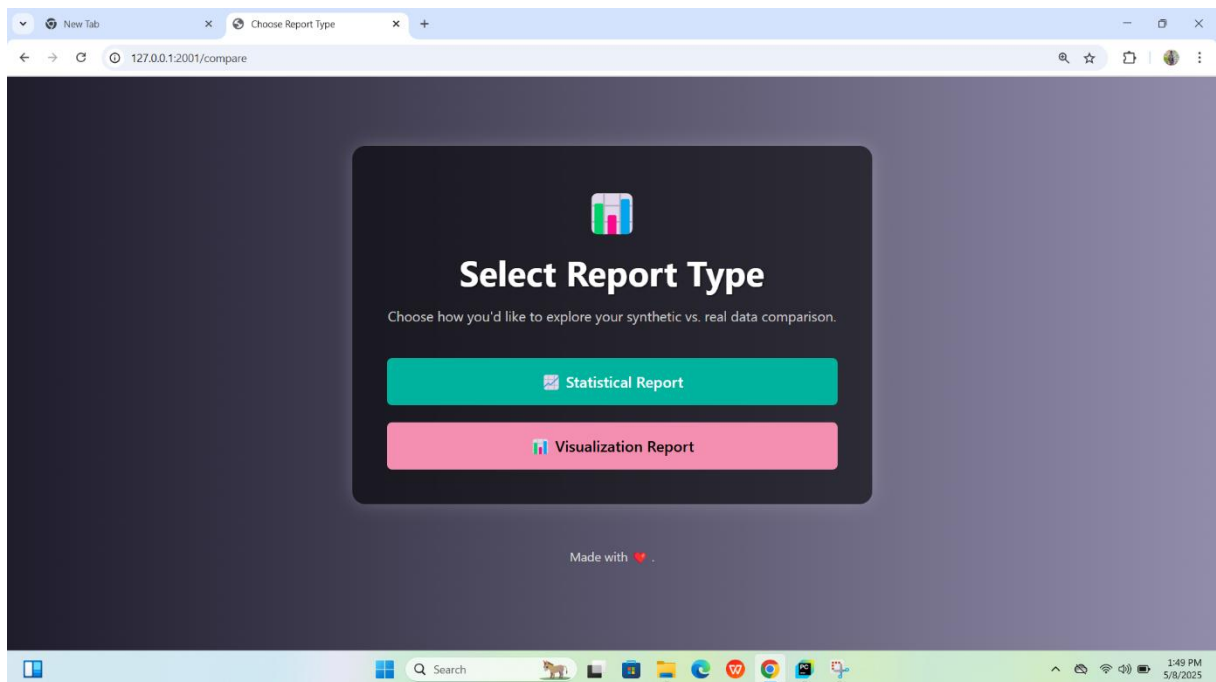 New Tab
Choose Report Type
127.0.0.1:2001/compare
Select Report Type
Choose how you'd like to explore your synthetic vs. real data comparison.
Statistical Report
Visualization Report
Made with ❤️ .
Search
1:49 PM
5/8/2025